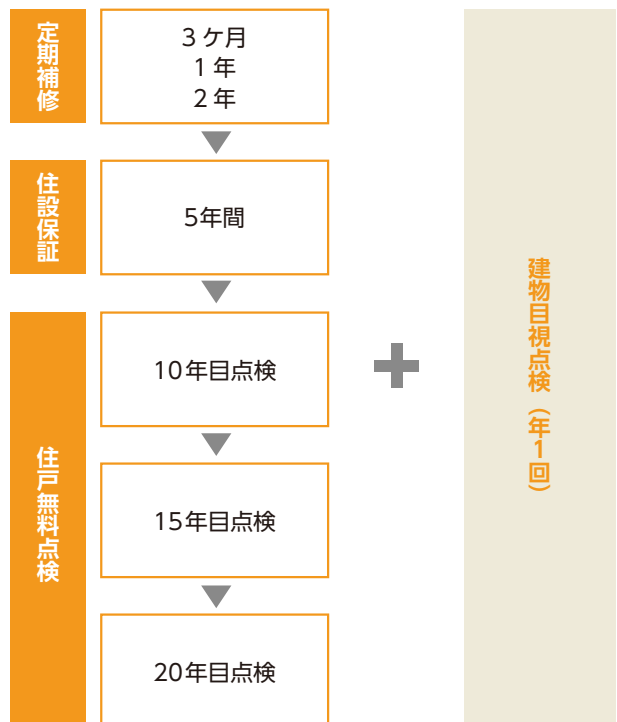 定期補修
3ケ月
1年
2年
住設保証
5年間
住戸無料点検
10年目点検
15年目点検
20年目点検
建物目視点検（年1回）